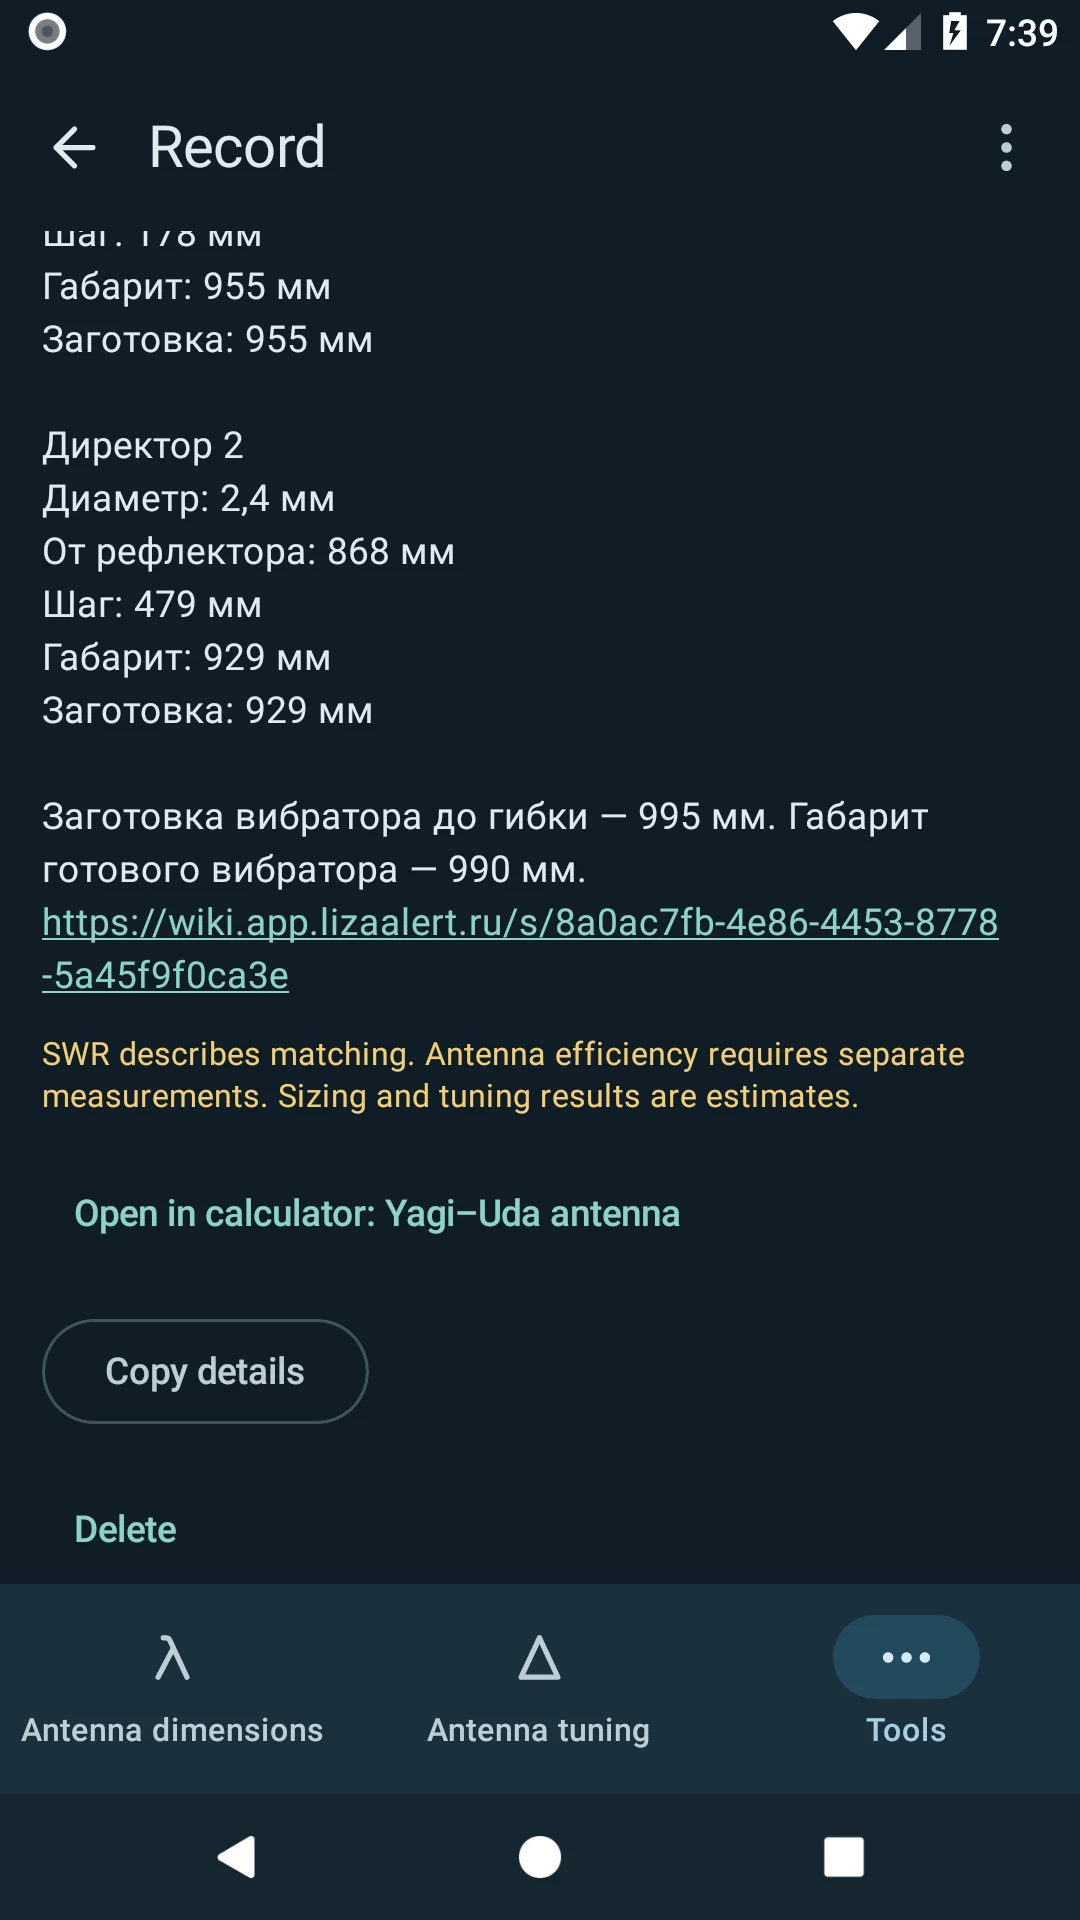 7:39
Record
Шаг: 178 мм
Габарит: 955 мм
Заготовка: 955 мм
Директор 2
Диаметр: 2,4 мм
От рефлектора: 868 мм
Шаг: 479 мм
Габарит: 929 мм
Заготовка: 929 мм
Заготовка вибратора до гибки — 995 мм. Габарит
готового вибратора — 990 мм.
https://wiki.app.lizaalert.ru/s/8a0ac7fb-4e86-4453-8778
-5a45f9f0ca3e
SWR describes matching. Antenna efficiency requires separate
measurements. Sizing and tuning results are estimates.
Open in calculator: Yagi–Uda antenna
Copy details
Delete
Antenna dimensions
Antenna tuning
Tools